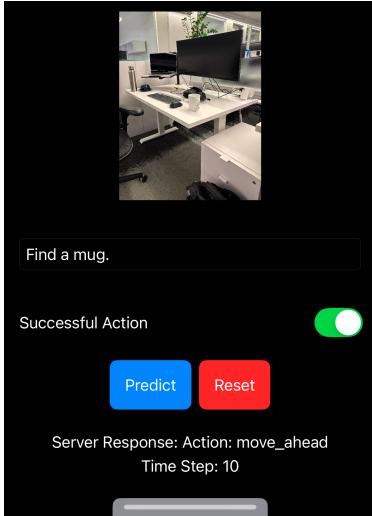 Find a mug.
Successful Action
Predict Reset
Server Response: Action: move_ahead
Time Step: 10